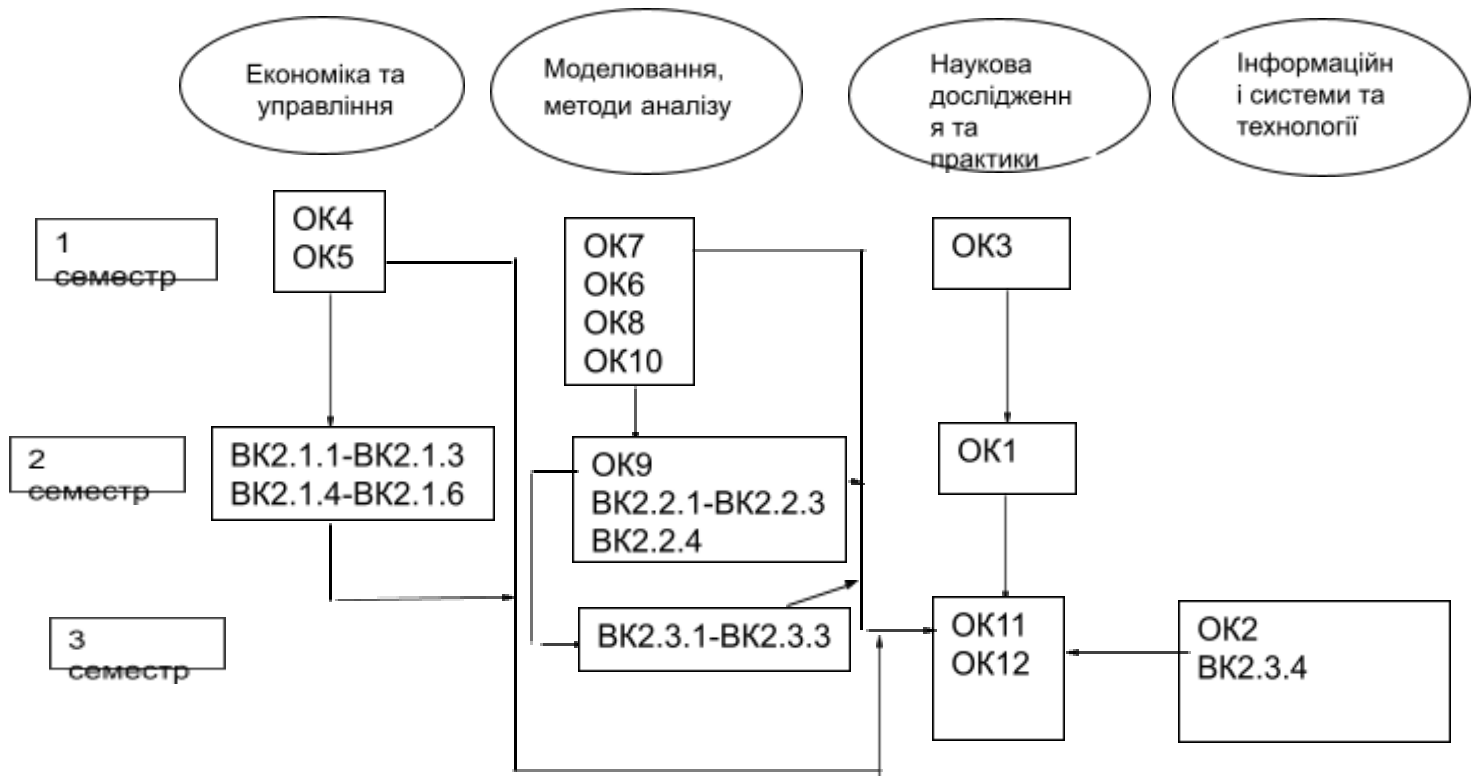 Економіка та
управління
Моделювання,
методи аналізу
Наукова
дослідженн
я та
практики
Інформаційн
і системи та
технології
1
семестр
ОК4
ОК5
ОК7
ОК6
ОК8
ОК10
ОК3
2
семестр
ВК2.1.1-ВК2.1.3
ВК2.1.4-ВК2.1.6
ОК9
ВК2.2.1-ВК2.2.3
ВК2.2.4
ОК1
3
семестр
ВК2.3.1-ВК2.3.3
ОК11
ОК12
ОК2
ВК2.3.4